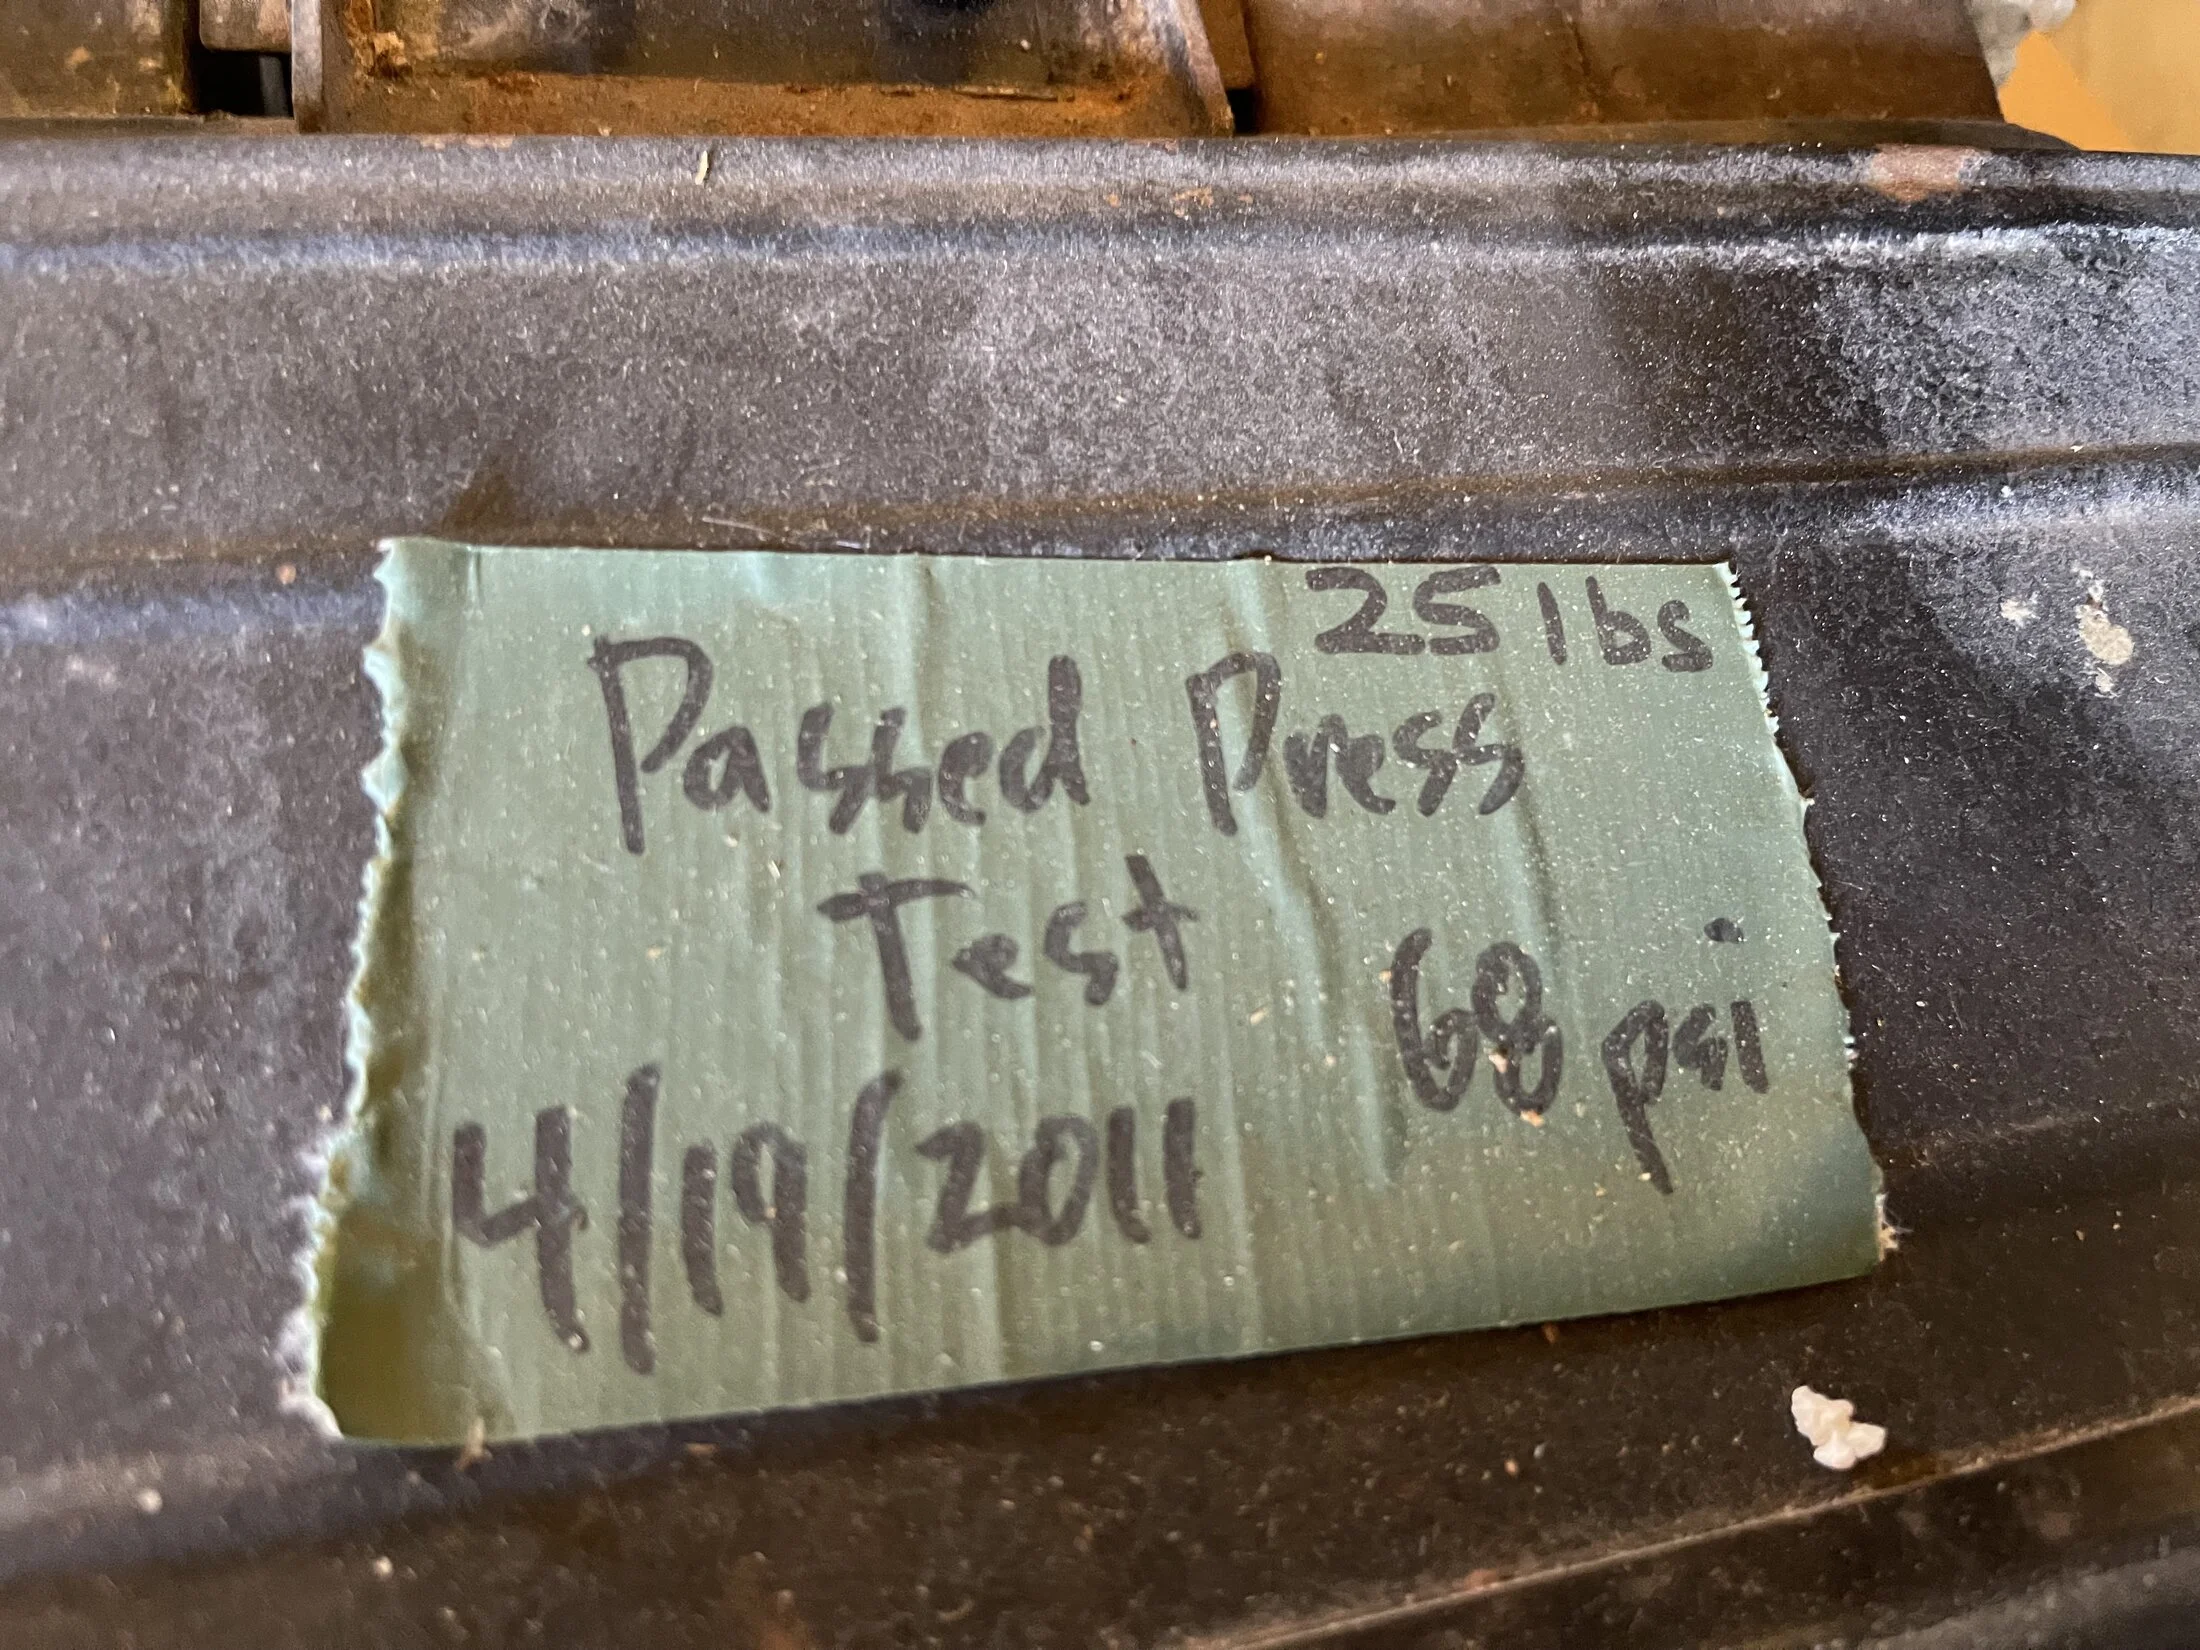 25 lbs
Passed Press
Test
68 psi
4/19/2011